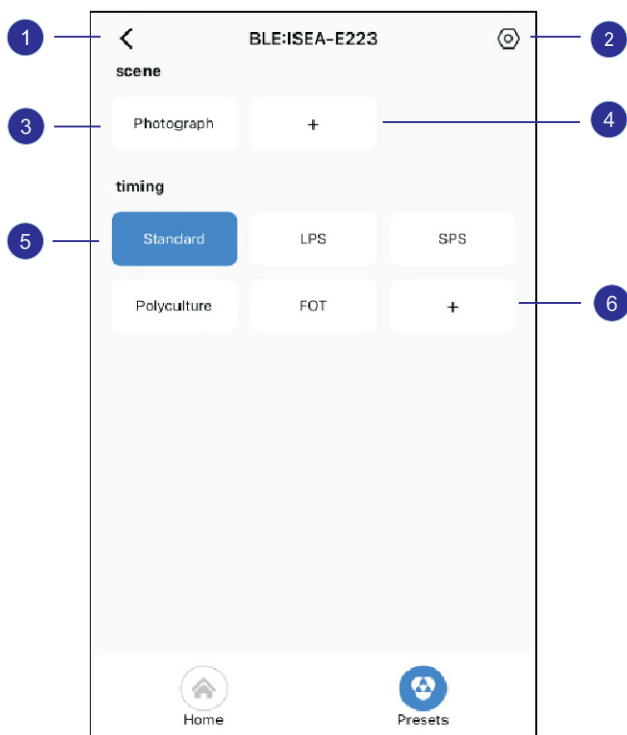 1
BLE:ISEA-E223
2
scene
3
Photograph
+
4
timing
5
Standard
LPS
SPS
Polyculture
FOT
+
6
Home
Presets